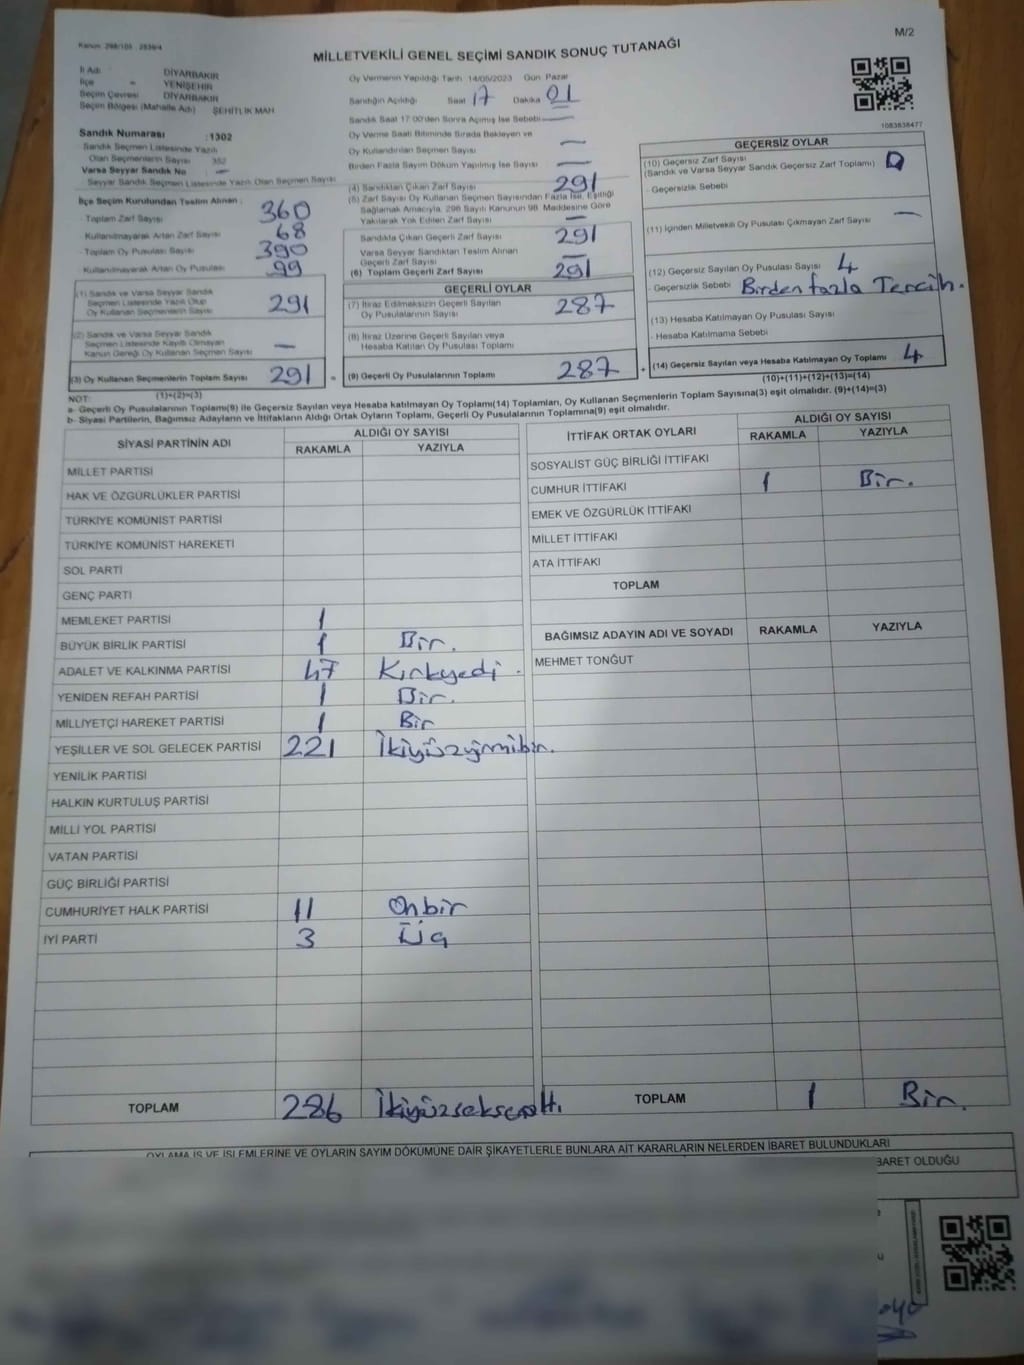 Kanun: 298/105 , 2839/4
M/2
MİLLETVEKİLİ GENEL SEÇİMİ SANDIK SONUÇ TUTANAĞI
İl Adı : DİYARBAKIR
İlçe : YENİŞEHİR
Seçim Çevresi DİYARBAKIR
Seçim Bölgesi (Mahalle Adı) ŞEHİTLİK MAH
Sandık Numarası : 1302
Sandık Seçmen Listesinde Yazılı
Olan Seçmenlerin Sayısı 352
Varsa Seyyar Sandık No —
Seyyar Sandık Seçmen Listesinde Yazılı Olan Seçmen Sayısı
İlçe Seçim Kurulundan Teslim Alınan ;
- Toplam Zarf Sayısı 360
Kullanılmayarak Artan Zarf Sayısı 68
- Toplam Oy Pusulası Sayısı 390
Kullanılmayarak Artan Oy Pusulası 99
(1) Sandık ve Varsa Seyyar Sandık
Seçmen Listesinde Yazılı Olup
Oy Kullanan Seçmenlerin Sayısı 291
(2) Sandık ve Varsa Seyyar Sandık
Seçmen Listesinde Kayıtlı Olmayan
Kanun Gereği Oy Kullanan Seçmen Sayısı —
(3) Oy Kullanan Seçmenlerin Toplam Sayısı 291
(1)+(2)=(3)
Oy Vermenin Yapıldığı Tarih 14/05/2023 Gün: Pazar
Sandığın Açıldığı Saat 17 Dakika 01
Sandık Saat 17:00'den Sonra Açılmış İse Sebebi —
Oy Verme Saati Bitiminde Sırada Bekleyen ve
Oy Kullandırılan Seçmen Sayısı —
Birden Fazla Sayım Döküm Yapılmış İse Sayısı —
(4) Sandıktan Çıkan Zarf Sayısı 291
(5) Zarf Sayısı Oy Kullanan Seçmen Sayısından Fazla İse, Eşitliği
Sağlamak Amacıyla, 298 Sayılı Kanunun 98. Maddesine Göre
Yakılarak Yok Edilen Zarf Sayısı —
Sandıkta Çıkan Geçerli Zarf Sayısı 291
Varsa Seyyar Sandıktan Teslim Alınan
Geçerli Zarf Sayısı —
(6) Toplam Geçerli Zarf Sayısı 291
GEÇERLİ OYLAR
(7) İtiraz Edilmeksizin Geçerli Sayılan
Oy Pusulalarının Sayısı 287
(8) İtiraz Üzerine Geçerli Sayılan veya
Hesaba Katılan Oy Pusulası Toplamı
= (9) Geçerli Oy Pusulalarının Toplamı 287
1083838477
GEÇERSİZ OYLAR
(10) Geçersiz Zarf Sayısı
(Sandık ve Varsa Seyyar Sandık Geçersiz Zarf Toplamı)
- Geçersizlik Sebebi
(11) İçinden Milletvekili Oy Pusulası Çıkmayan Zarf Sayısı —
(12) Geçersiz Sayılan Oy Pusulası Sayısı 4
- Geçersizlik Sebebi Birden fazla Tercih.
(13) Hesaba Katılmayan Oy Pusulası Sayısı
- Hesaba Katılmama Sebebi
+ (14) Geçersiz Sayılan veya Hesaba Katılmayan Oy Toplamı 4
(10)+(11)+(12)+(13)=(14)
NOT:
a- Geçerli Oy Pusulalarının Toplamı(9) ile Geçersiz Sayılan veya Hesaba katılmayan Oy Toplamı(14) Toplamları, Oy Kullanan Seçmenlerin Toplam Sayısına(3) eşit olmalıdır. (9)+(14)=(3)
b- Siyasi Partilerin, Bağımsız Adayların ve İttifakların Aldığı Ortak Oyların Toplamı, Geçerli Oy Pusulalarının Toplamına(9) eşit olmalıdır.
SİYASİ PARTİNİN ADI
ALDIĞI OY SAYISI
RAKAMLA YAZIYLA
MİLLET PARTİSİ
HAK VE ÖZGÜRLÜKLER PARTİSİ
TÜRKİYE KOMÜNİST PARTİSİ
TÜRKİYE KOMÜNİST HAREKETİ
SOL PARTİ
GENÇ PARTİ
MEMLEKET PARTİSİ 1
BÜYÜK BİRLİK PARTİSİ 1 Bir.
ADALET VE KALKINMA PARTİSİ 47 Kırkyedi.
YENİDEN REFAH PARTİSİ 1 Bir.
MİLLİYETÇİ HAREKET PARTİSİ 1 Bir
YEŞİLLER VE SOL GELECEK PARTİSİ 221 İkiyüzyirmibir.
YENİLİK PARTİSİ
HALKIN KURTULUŞ PARTİSİ
MİLLİ YOL PARTİSİ
VATAN PARTİSİ
GÜÇ BİRLİĞİ PARTİSİ
CUMHURİYET HALK PARTİSİ 11 Onbir
İYİ PARTİ 3 Üç
TOPLAM 286 İkiyüzseksenaltı.
İTTİFAK ORTAK OYLARI
ALDIĞI OY SAYISI
RAKAMLA YAZIYLA
SOSYALİST GÜÇ BİRLİĞİ İTTİFAKI
CUMHUR İTTİFAKI 1 Bir.
EMEK VE ÖZGÜRLÜK İTTİFAKI
MİLLET İTTİFAKI
ATA İTTİFAKI
TOPLAM
BAĞIMSIZ ADAYIN ADI VE SOYADI RAKAMLA YAZIYLA
MEHMET TONĞUT
TOPLAM 1 Bir.
OYLAMA İŞ VE İŞLEMLERİNE VE OYLARIN SAYIM DÖKÜMÜNE DAİR ŞİKAYETLERLE BUNLARA AİT KARARLARIN NELERDEN İBARET BULUNDUKLARI
BARET OLDUĞU